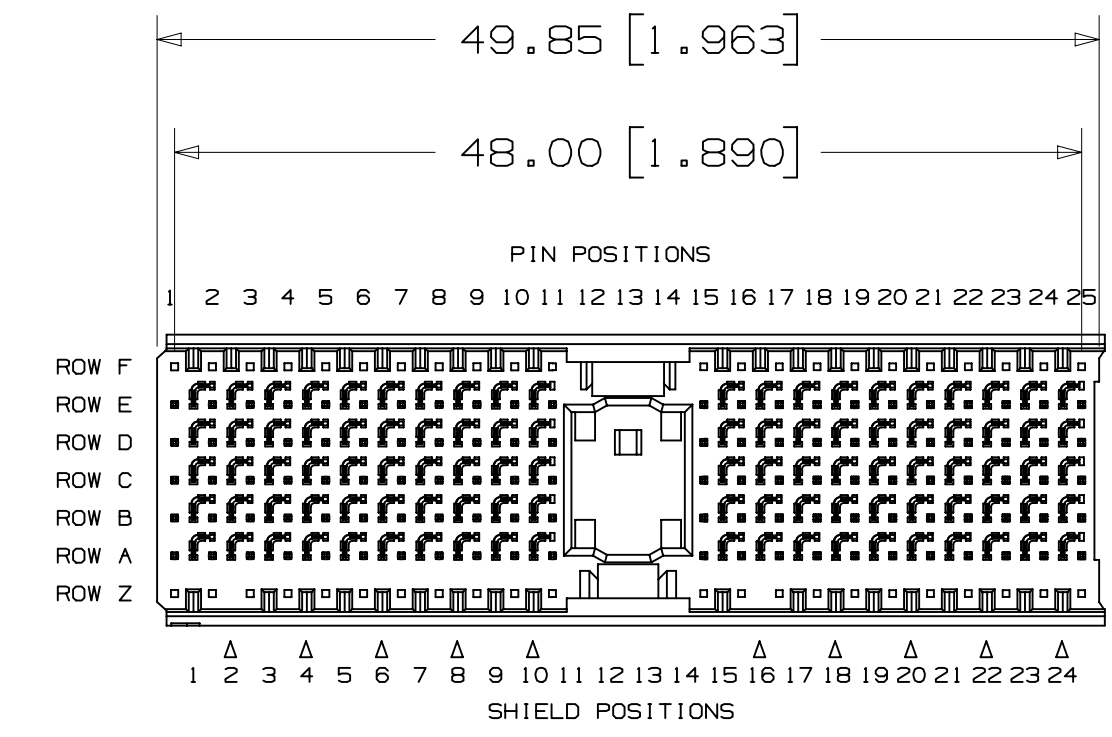 49.85 [1.963]
48.00 [1.890]
PIN POSITIONS
1 2 3 4 5 6 7 8 9 10 11 12 13 14 15 16 17 18 19 20 21 22 23 24 25
ROW F
ROW E
ROW D
ROW C
ROW B
ROW A
ROW Z
1 2 3 4 5 6 7 8 9 10 11 12 13 14 15 16 17 18 19 20 21 22 23 24
SHIELD POSITIONS